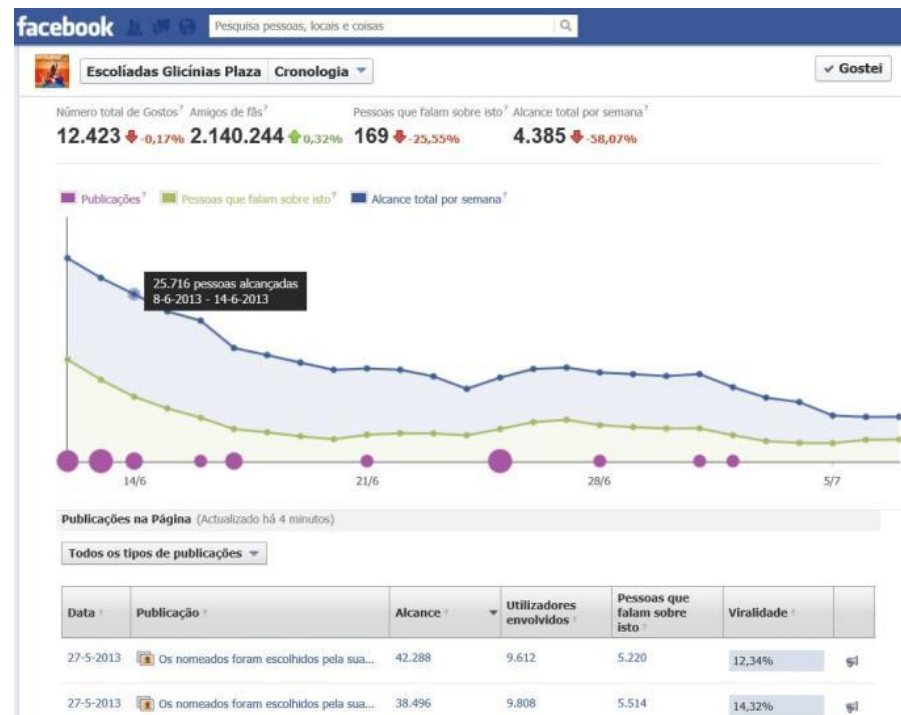 facebook Pesquisa pessoas, locais e coisas
Escolíadas Glicínias Plaza Cronologia Gostei
Número total de Gostos? Amigos de fãs? Pessoas que falam sobre isto? Alcance total por semana?
12.423 -0,17% 2.140.244 0,32% 169 -25,55% 4.385 -58,07%
Publicações? Pessoas que falam sobre isto? Alcance total por semana?
25.716 pessoas alcançadas
8-6-2013 - 14-6-2013
14/6 21/6 28/6 5/7
Publicações na Página (Actualizado há 4 minutos)
Todos os tipos de publicações
Data? Publicação? Alcance? Utilizadores envolvidos? Pessoas que falam sobre isto? Viralidade?
27-5-2013 Os nomeados foram escolhidos pela sua... 42.288 9.612 5.220 12,34%
27-5-2013 Os nomeados foram escolhidos pela sua... 38.496 9.808 5.514 14,32%